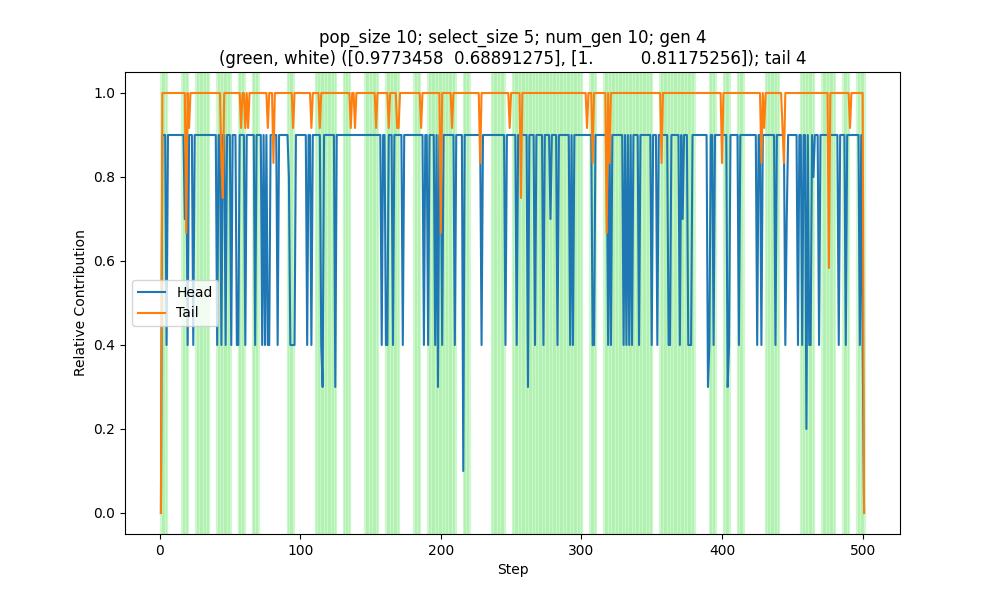 pop_size 10; select_size 5; num_gen 10; gen 4
(green, white) ([0.9773458  0.68891275], [1.         0.81175256]); tail 4
1.0
0.8
0.6
0.4
0.2
0.0
Relative Contribution
Head
Tail
0 100 200 300 400 500
Step